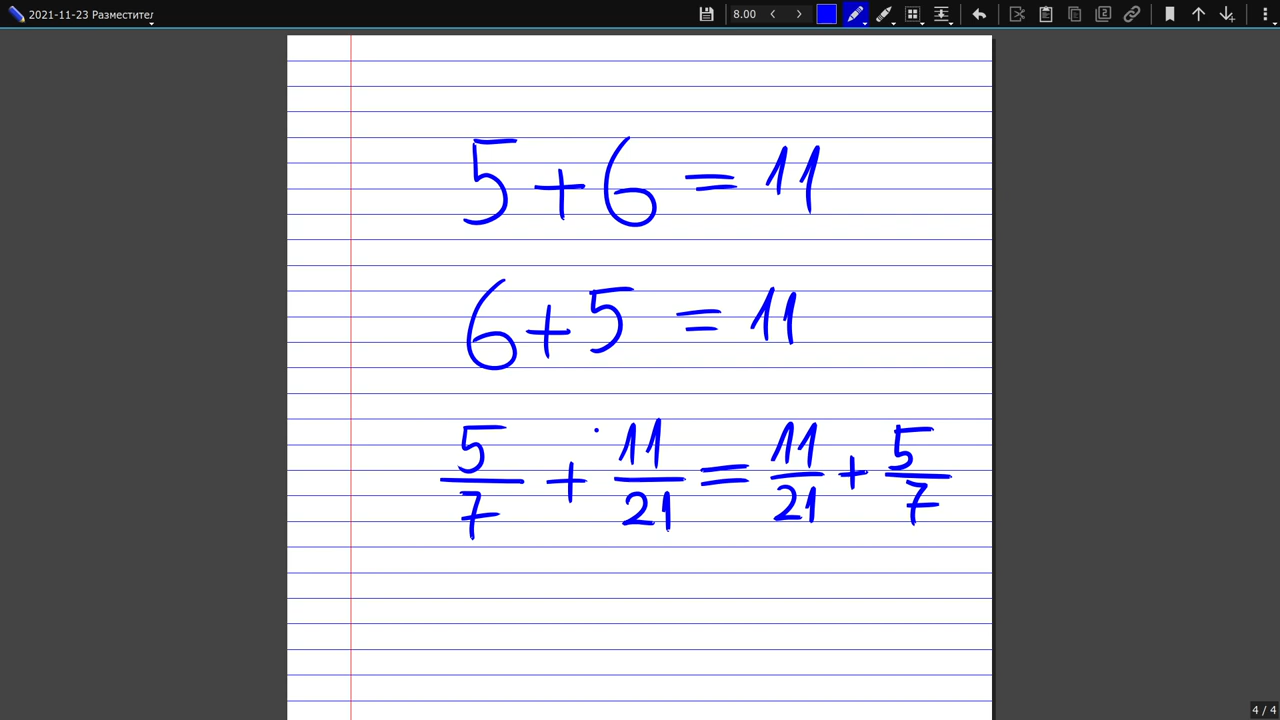 2021-11-23 Разместител
8.00
5 + 6 = 11
6 + 5 = 11
5/7 + 11/21 = 11/21 + 5/7
4 / 4